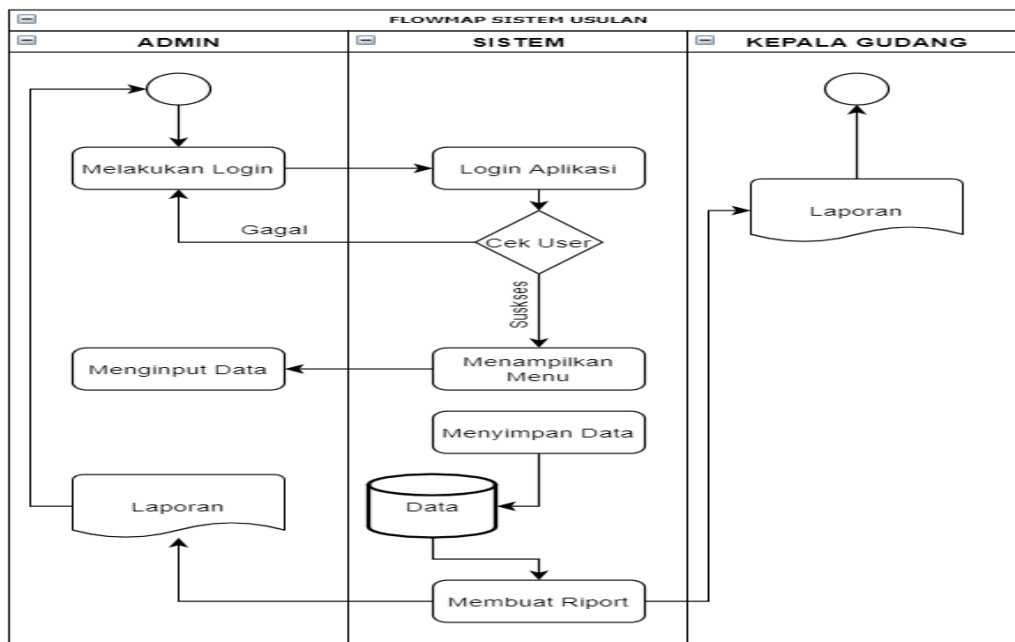 FLOWMAP SISTEM USULAN
ADMIN
SISTEM
KEPALA GUDANG
Melakukan Login
Login Aplikasi
Laporan
Gagal
Cek User
Suskses
Menginput Data
Menampilkan
Menu
Menyimpan Data
Laporan
Data
Membuat Riport